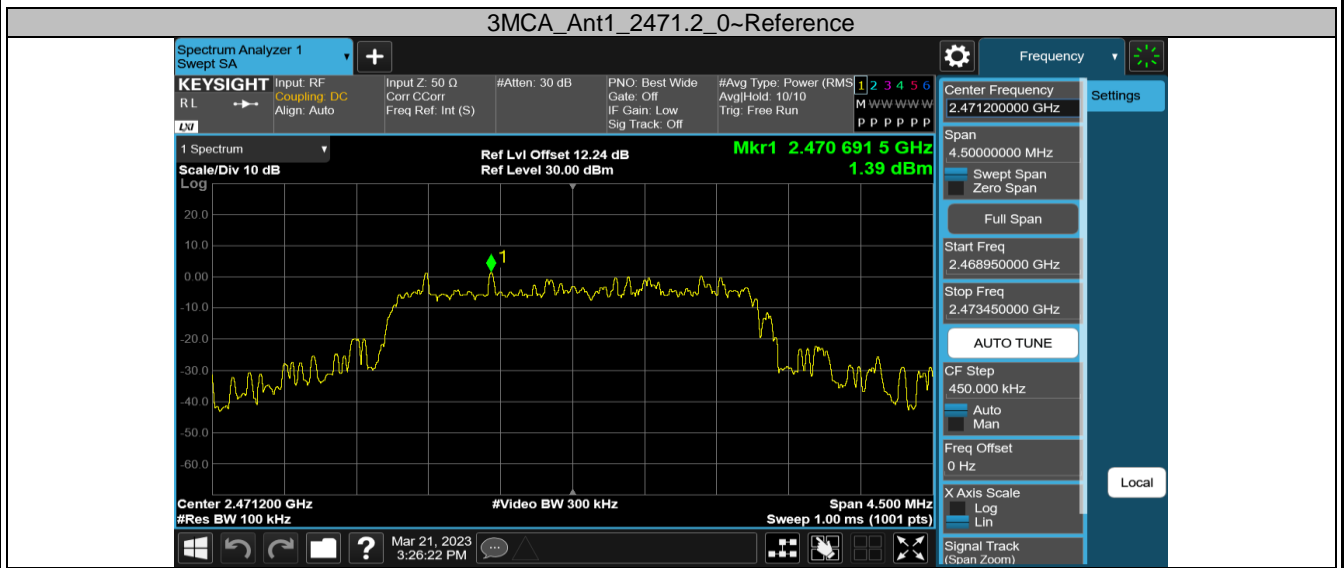 3MCA_Ant1_2471.2_0~Reference
Spectrum Analyzer 1
Swept SA
+
Frequency
KEYSIGHT
R L
LXI
Input: RF
Coupling: DC
Align: Auto
Input Z: 50 Ω
Corr CCorr
Freq Ref: Int (S)
#Atten: 30 dB
PNO: Best Wide
Gate: Off
IF Gain: Low
Sig Track: Off
#Avg Type: Power (RMS
Avg|Hold: 10/10
Trig: Free Run
1 2 3 4 5 6
M W W W W W
P P P P P P
1 Spectrum
Scale/Div 10 dB
Log
Ref Lvl Offset 12.24 dB
Ref Level 30.00 dBm
Mkr1 2.470 691 5 GHz
1.39 dBm
20.0
10.0
0.00
-10.0
-20.0
-30.0
-40.0
-50.0
-60.0
1
Center 2.471200 GHz
#Res BW 100 kHz
#Video BW 300 kHz
Span 4.500 MHz
Sweep 1.00 ms (1001 pts)
Center Frequency
2.471200000 GHz
Span
4.50000000 MHz
Swept Span
Zero Span
Full Span
Start Freq
2.468950000 GHz
Stop Freq
2.473450000 GHz
AUTO TUNE
CF Step
450.000 kHz
Auto
Man
Freq Offset
0 Hz
X Axis Scale
Log
Lin
Signal Track
(Span Zoom)
Settings
Local
?
Mar 21, 2023
3:26:22 PM